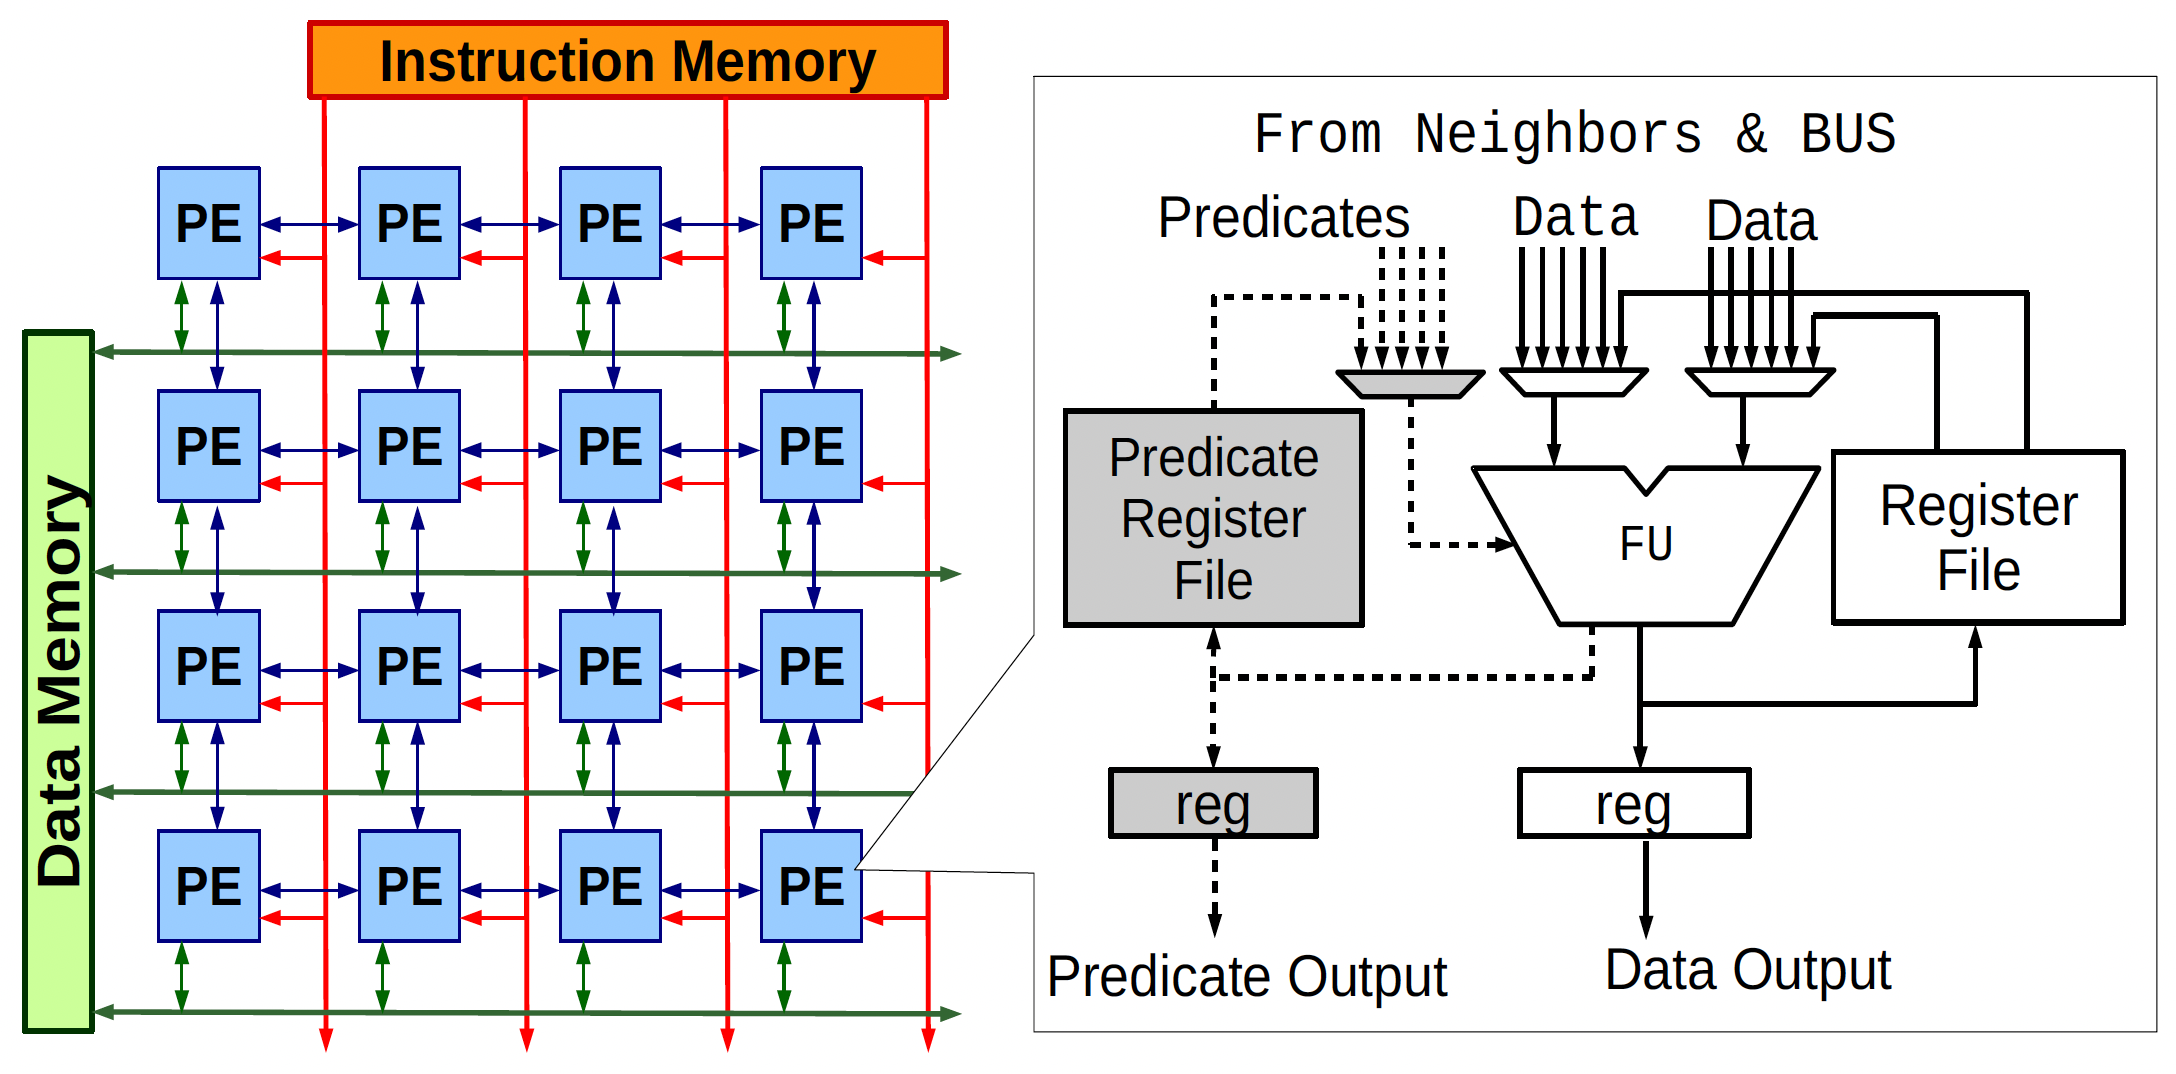 Instruction Memory
Data Memory
PE PE PE PE
PE PE PE PE
PE PE PE PE
PE PE PE PE
From Neighbors & BUS
Predicates
Data
Data
Predicate
Register
File
FU
Register
File
reg
reg
Predicate Output
Data Output